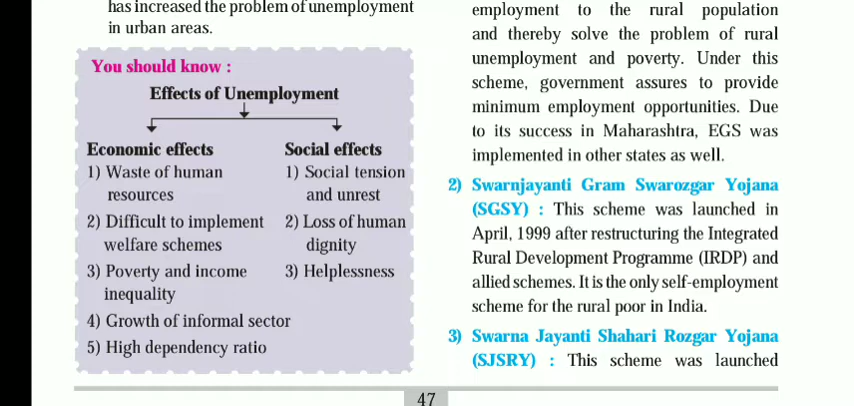 has increased the problem of unemployment
in urban areas.
You should know :
Effects of Unemployment
Economic effects
1) Waste of human
resources
2) Difficult to implement
welfare schemes
3) Poverty and income
inequality
4) Growth of informal sector
5) High dependency ratio
Social effects
1) Social tension
and unrest
2) Loss of human
dignity
3) Helplessness
employment to the rural population
and thereby solve the problem of rural
unemployment and poverty. Under this
scheme, government assures to provide
minimum employment opportunities. Due
to its success in Maharashtra, EGS was
implemented in other states as well.
2) Swarnjayanti Gram Swarozgar Yojana
(SGSY) : This scheme was launched in
April, 1999 after restructuring the Integrated
Rural Development Programme (IRDP) and
allied schemes. It is the only self-employment
scheme for the rural poor in India.
3) Swarna Jayanti Shahari Rozgar Yojana
(SJSRY) : This scheme was launched
47